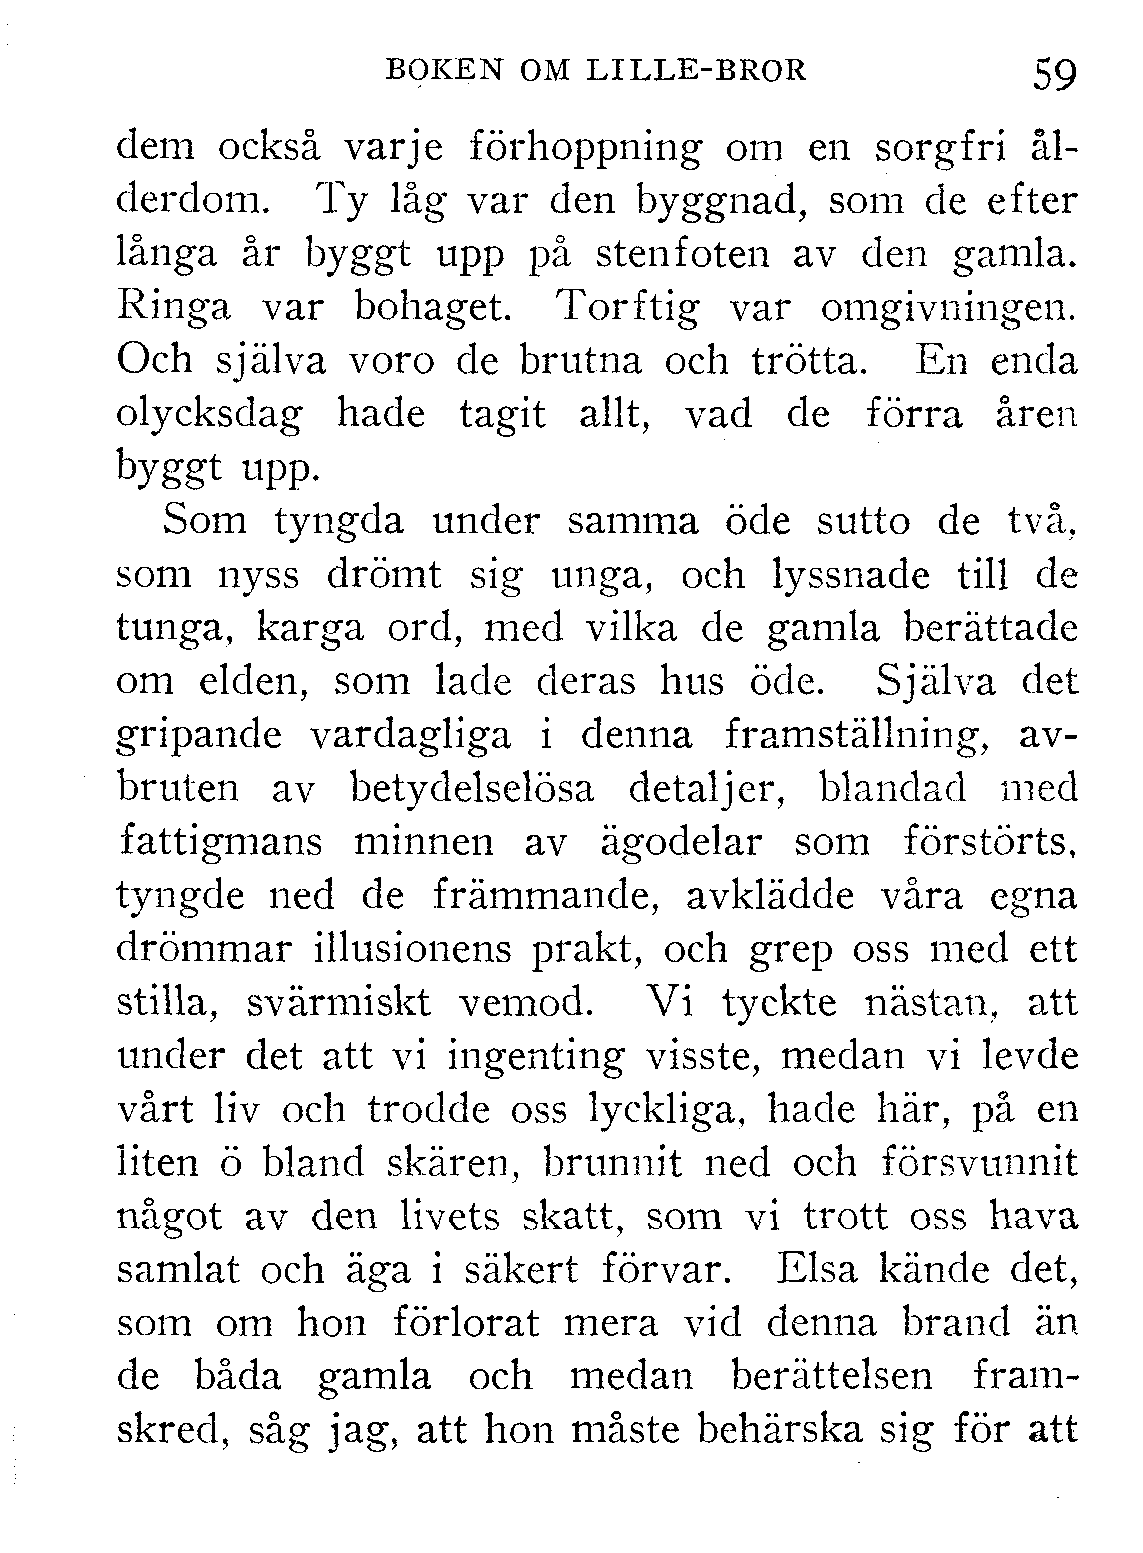 BOKEN OM LILLE-BROR 59
dem också varje förhoppning om en sorgfri ål-
derdom. Ty låg var den byggnad, som de efter
långa år byggt upp på stenfoten av den gamla.
Ringa var bohaget. Torftig var omgivningen.
Och själva voro de brutna och trötta. En enda
olycksdag hade tagit allt, vad de förra åren
byggt upp.
Som tyngda under samma öde sutto de två,
som nyss drömt sig unga, och lyssnade till de
tunga, karga ord, med vilka de gamla berättade
om elden, som lade deras hus öde. Själva det
gripande vardagliga i denna framställning, av-
bruten av betydelselösa detaljer, blandad med
fattigmans minnen av ägodelar som förstörts,
tyngde ned de främmande, avklädde våra egna
drömmar illusionens prakt, och grep oss med ett
stilla, svärmiskt vemod. Vi tyckte nästan, att
under det att vi ingenting visste, medan vi levde
vårt liv och trodde oss lyckliga, hade här, på en
liten ö bland skären, brunnit ned och försvunnit
något av den livets skatt, som vi trott oss hava
samlat och äga i säkert förvar. Elsa kände det,
som om hon förlorat mera vid denna brand än
de båda gamla och medan berättelsen fram-
skred, såg jag, att hon måste behärska sig för att